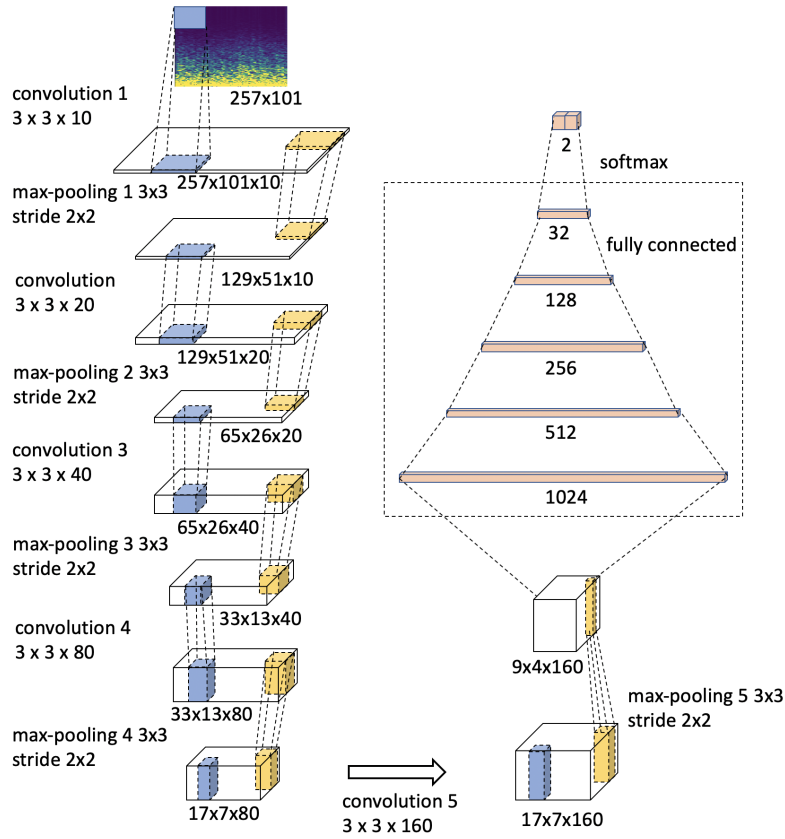 257x101
convolution 1
3 x 3 x 10
257x101x10
max-pooling 1 3x3
stride 2x2
129x51x10
convolution
3 x 3 x 20
129x51x20
max-pooling 2 3x3
stride 2x2
65x26x20
convolution 3
3 x 3 x 40
65x26x40
max-pooling 3 3x3
stride 2x2
33x13x40
convolution 4
3 x 3 x 80
33x13x80
max-pooling 4 3x3
stride 2x2
17x7x80
convolution 5
3 x 3 x 160
17x7x160
max-pooling 5 3x3
stride 2x2
9x4x160
1024
512
256
128
fully connected
32
softmax
2